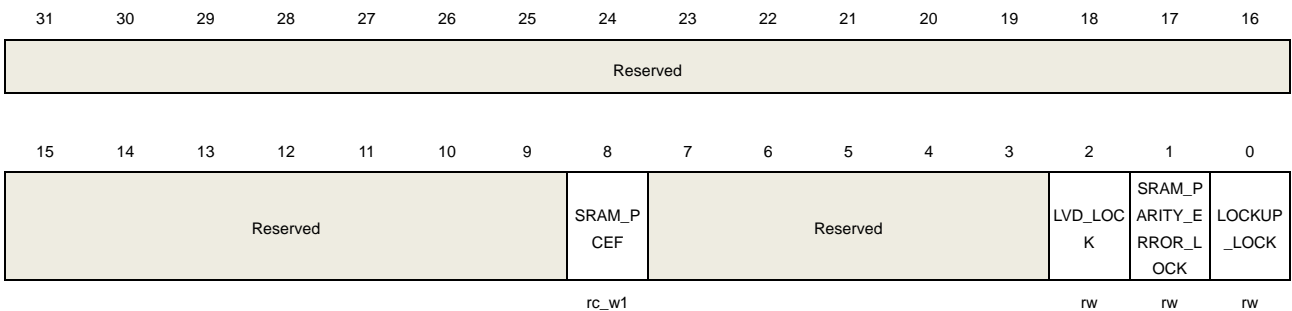 31 30 29 28 27 26 25 24 23 22 21 20 19 18 17 16
Reserved
15 14 13 12 11 10 9 8 7 6 5 4 3 2 1 0
Reserved
SRAM_P
CEF
Reserved
LVD_LOC
K
SRAM_P
ARITY_E
RROR_L
OCK
LOCKUP
_LOCK
rc_w1 rw rw rw